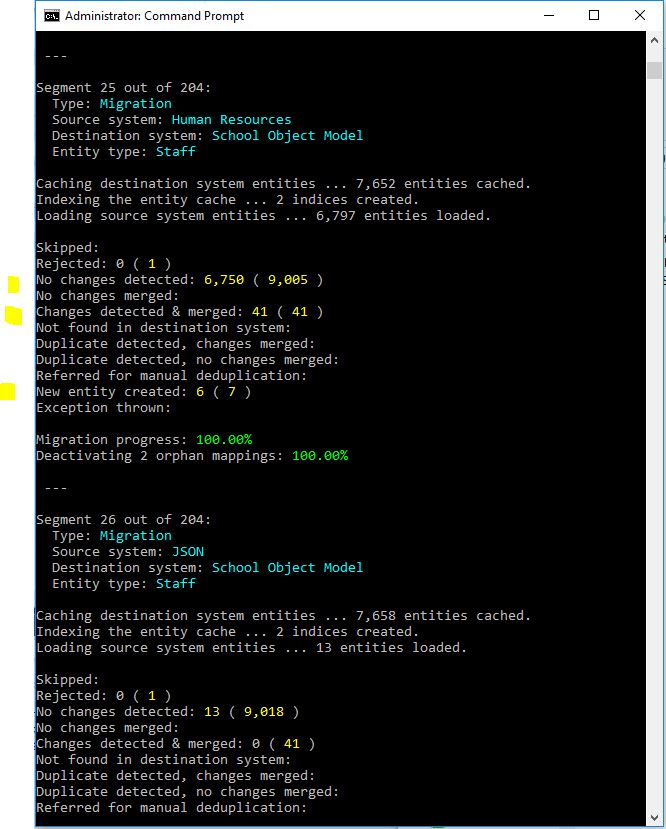 Administrator: Command Prompt
---
Segment 25 out of 204:
Type: Migration
Source system: Human Resources
Destination system: School Object Model
Entity type: Staff
Caching destination system entities ... 7,652 entities cached.
Indexing the entity cache ... 2 indices created.
Loading source system entities ... 6,797 entities loaded.
Skipped:
Rejected: 0 ( 1 )
No changes detected: 6,750 ( 9,005 )
No changes merged:
Changes detected & merged: 41 ( 41 )
Not found in destination system:
Duplicate detected, changes merged:
Duplicate detected, no changes merged:
Referred for manual deduplication:
New entity created: 6 ( 7 )
Exception thrown:
Migration progress: 100.00%
Deactivating 2 orphan mappings: 100.00%
---
Segment 26 out of 204:
Type: Migration
Source system: JSON
Destination system: School Object Model
Entity type: Staff
Caching destination system entities ... 7,658 entities cached.
Indexing the entity cache ... 2 indices created.
Loading source system entities ... 13 entities loaded.
Skipped:
Rejected: 0 ( 1 )
No changes detected: 13 ( 9,018 )
No changes merged:
Changes detected & merged: 0 ( 41 )
Not found in destination system:
Duplicate detected, changes merged:
Duplicate detected, no changes merged:
Referred for manual deduplication: